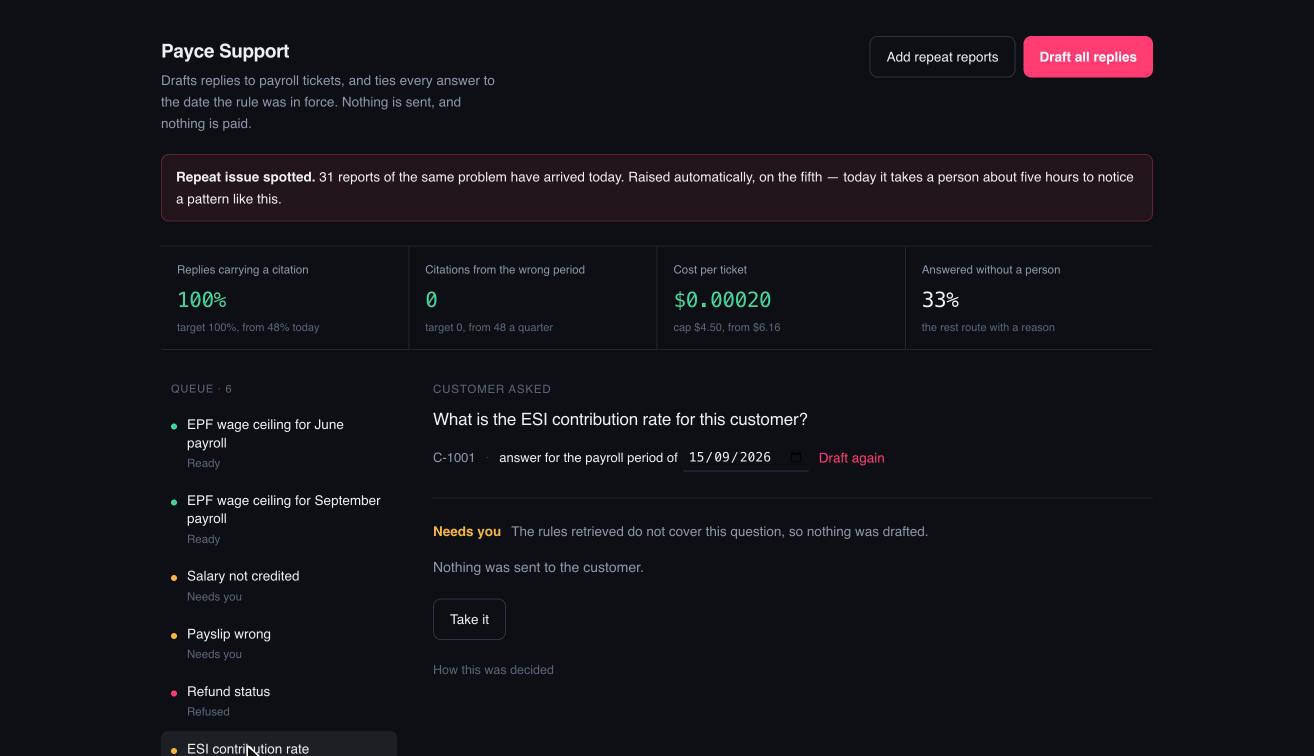 Payce Support
Drafts replies to payroll tickets, and ties every answer to
the date the rule was in force. Nothing is sent, and
nothing is paid.
Add repeat reports
Draft all replies
Repeat issue spotted. 31 reports of the same problem have arrived today. Raised automatically, on the fifth — today it takes a person about five hours to notice
a pattern like this.
Replies carrying a citation
100%
target 100%, from 48% today
Citations from the wrong period
0
target 0, from 48 a quarter
Cost per ticket
$0.00020
cap $4.50, from $6.16
Answered without a person
33%
the rest route with a reason
QUEUE · 6
EPF wage ceiling for June
payroll
Ready
EPF wage ceiling for September
payroll
Ready
Salary not credited
Needs you
Payslip wrong
Needs you
Refund status
Refused
ESI contribution rate
CUSTOMER ASKED
What is the ESI contribution rate for this customer?
C-1001 · answer for the payroll period of 15/09/2026 Draft again
Needs you The rules retrieved do not cover this question, so nothing was drafted.
Nothing was sent to the customer.
Take it
How this was decided